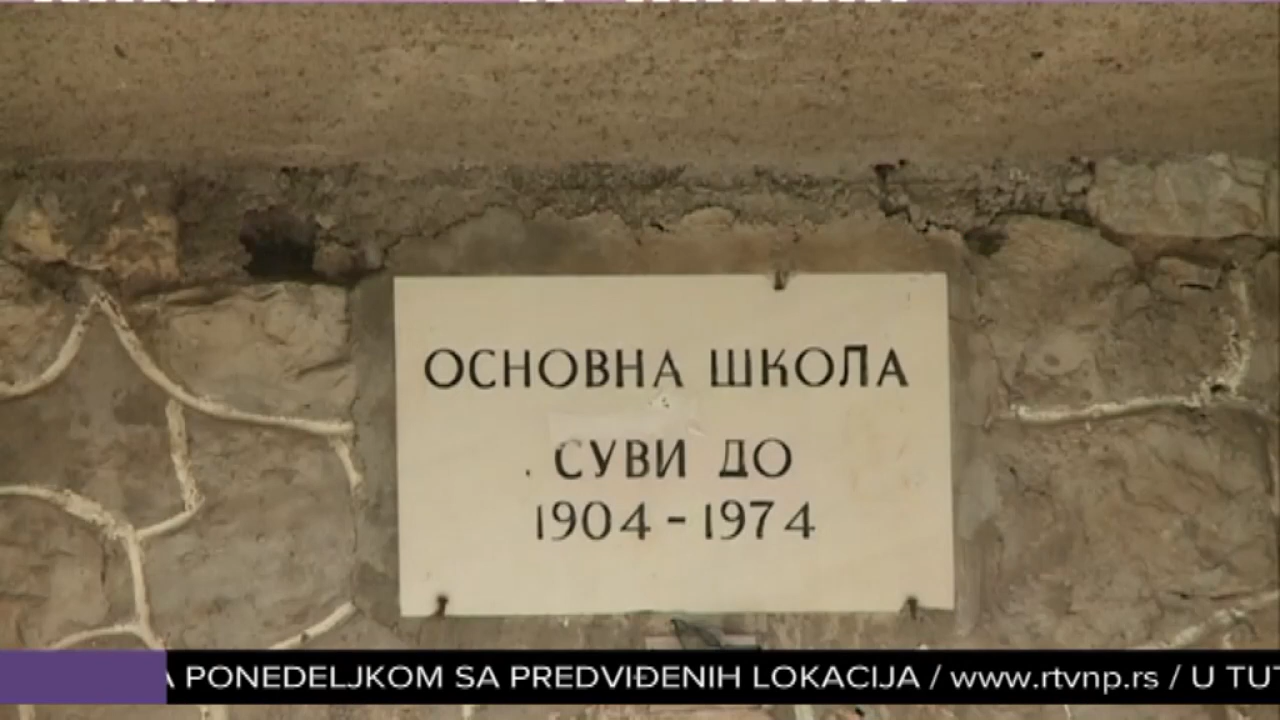 ОСНОВНА ШКОЛА
СУВИ ДО
1904-1974
PONEDELJKOM SA PREDVIĐENIH LOKACIJA / www.rtvnp.rs / U